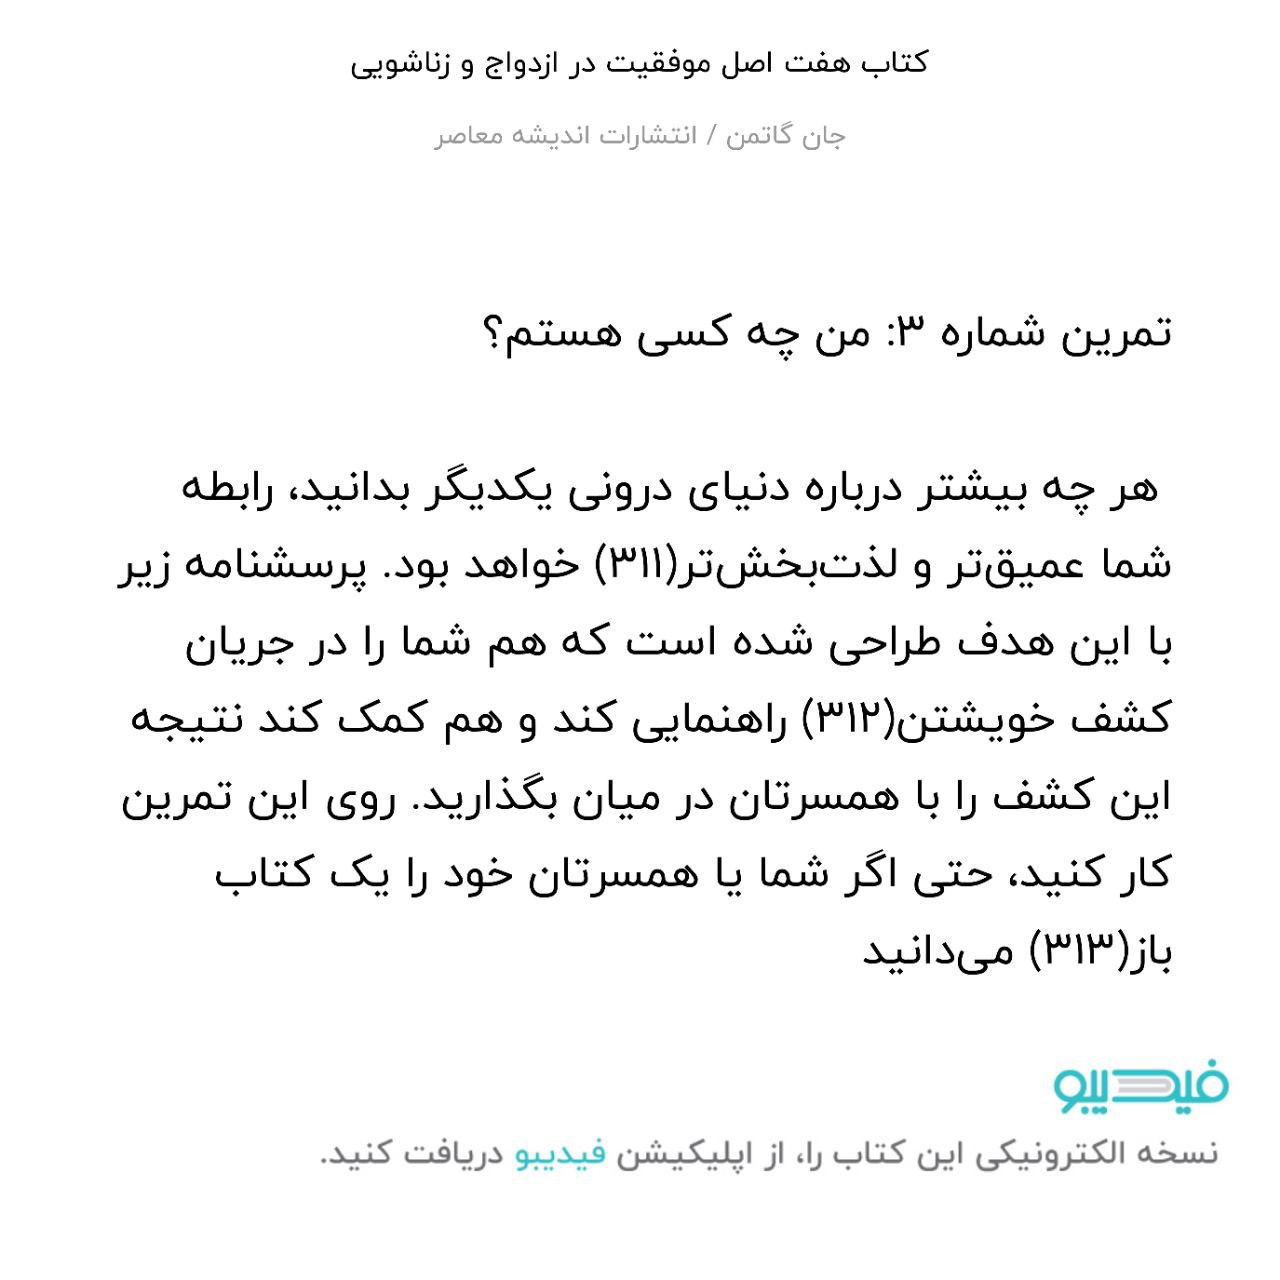 کتاب هفت اصل موفقیت در ازدواج و زناشویی
جان گاتمن / انتشارات اندیشه معاصر
تمرین شماره ۳: من چه کسی هستم؟
هر چه بیشتر درباره دنیای درونی یکدیگر بدانید، رابطه
شما عمیق‌تر و لذت‌بخش‌تر(۳۱۱) خواهد بود. پرسشنامه زیر
با این هدف طراحی شده است که هم شما را در جریان
کشف خویشتن(۳۱۲) راهنمایی کند و هم کمک کند نتیجه
این کشف را با همسرتان در میان بگذارید. روی این تمرین
کار کنید، حتی اگر شما یا همسرتان خود را یک کتاب
باز(۳۱۳) می‌دانید
فیدیبو
نسخه الکترونیکی این کتاب را، از اپلیکیشن فیدیبو دریافت کنید.